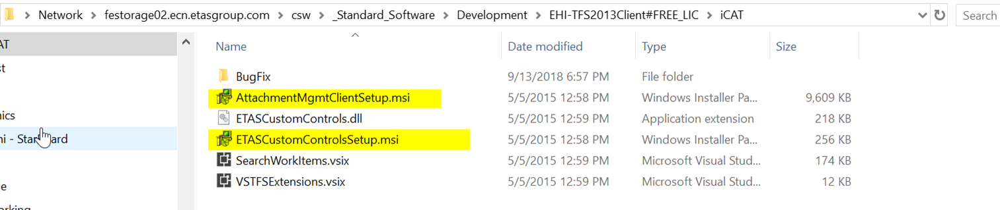 Network > festorage02.ecn.etasgroup.com > csw > _Standard_Software > Development > EHI-TFS2013Client#FREE_LIC > iCAT Search
AT
st
nics
ni - Standard
e
working
Name Date modified Type Size
BugFix 9/13/2018 6:57 PM File folder
AttachmentMgmtClientSetup.msi 5/5/2015 12:58 PM Windows Installer Pa... 9,609 KB
ETASCustomControls.dll 5/5/2015 12:59 PM Application extension 218 KB
ETASCustomControlsSetup.msi 5/5/2015 12:58 PM Windows Installer Pa... 256 KB
SearchWorkItems.vsix 5/5/2015 12:59 PM Microsoft Visual Stud... 174 KB
VSTFSExtensions.vsix 5/5/2015 12:59 PM Microsoft Visual Stud... 12 KB